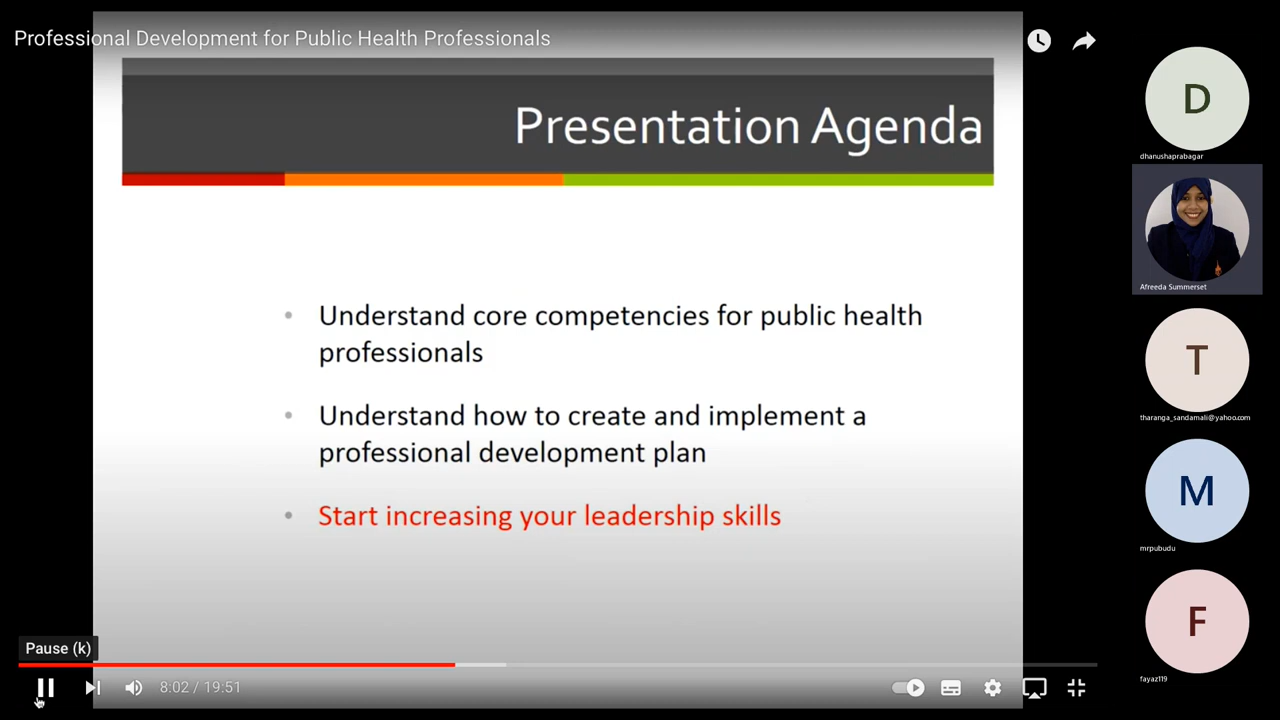 Professional Development for Public Health Professionals
Presentation Agenda
• Understand core competencies for public health
professionals
• Understand how to create and implement a
professional development plan
• Start increasing your leadership skills
Pause (k)
8:02 / 19:51
D
dhanushaprabagar
Afreeda Summerset
T
tharanga_sandamali@yahoo.com
M
mrpubudu
F
fayaz119